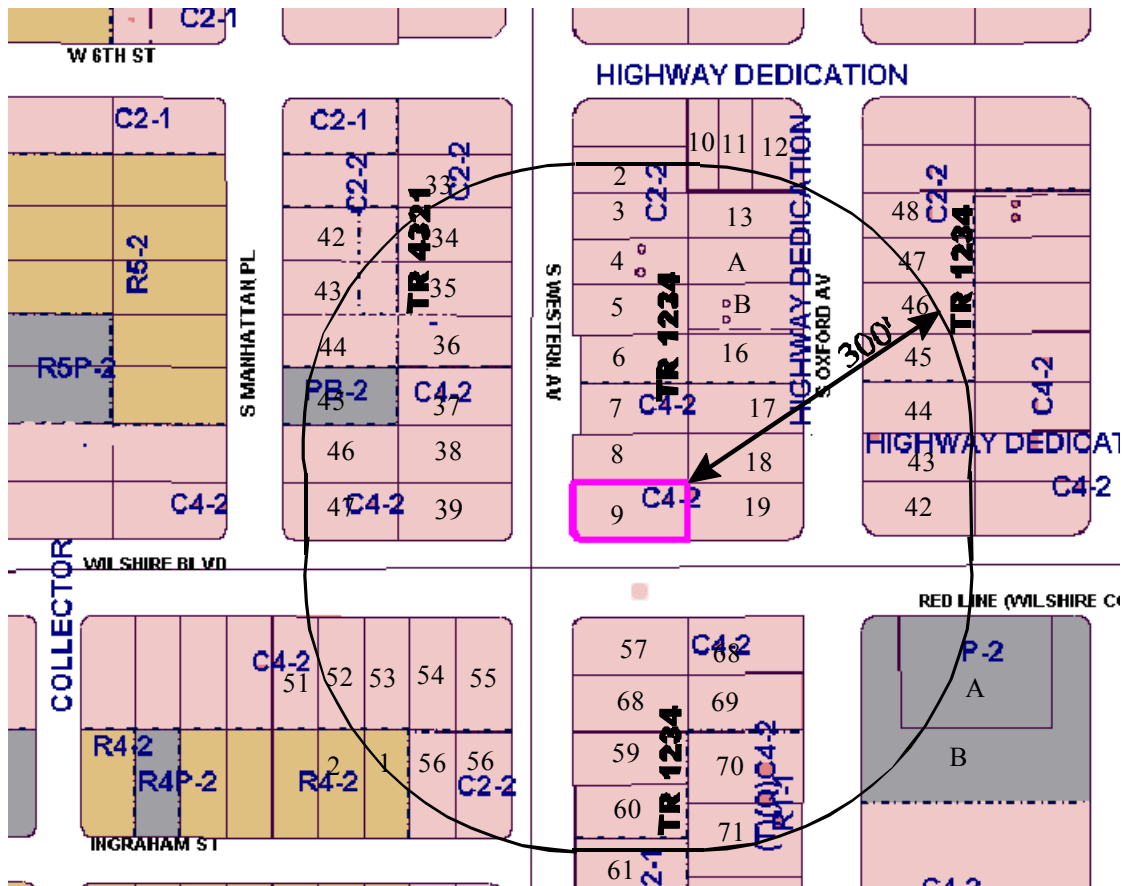 C2-1
W 6TH ST
HIGHWAY DEDICATION
C2-1
C2-1
10 11 12
C2-2
C2-2
33
2
C2-2
HIGHWAY DEDICATION
C2-2
48
3
13
TR 4321
42
34
R5-2
S MANHATTAN PL
S WESTERN AV
4
A
47
TR 1234
43
35
TR 1234
5
B
46
S OXFORD AV
300'
44
36
6
16
45
R5P-2
PB-2
45
C4-2
37
7
C4-2
17
44
C4-2
46
38
8
18
HIGHWAY DEDICAT
43
C4-2
47
C4-2
39
9
C4-2
19
42
C4-2
COLLECTOR
WILSHIRE BLVD
RED LINE (WILSHIRE C
57
C4-2
68
P-2
C4-2
51
52
53
54
55
68
69
A
TR 1234
R4-2
R4P-2
R4-2
2
1
56
56
C2-2
59
70
(T)(Q)C4-2
B
60
71
INGRAHAM ST
61
2-1
C4-2